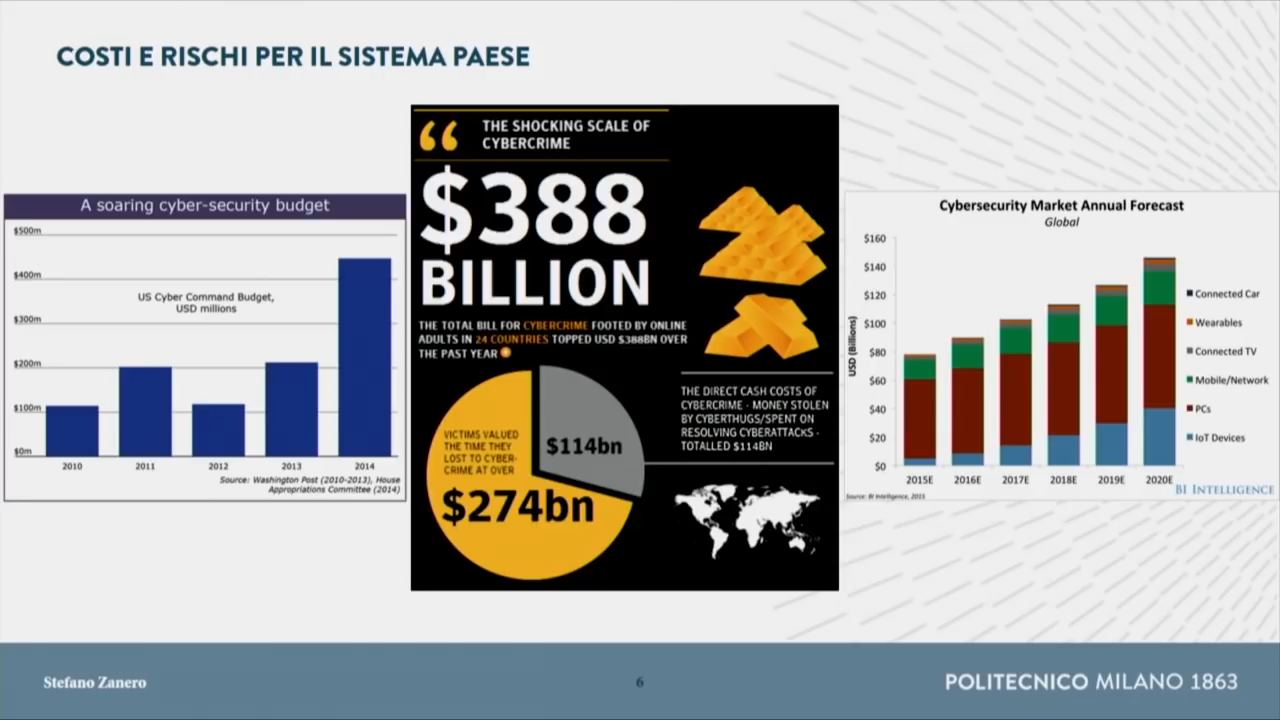 COSTI E RISCHI PER IL SISTEMA PAESE
A soaring cyber-security budget
$500m
$400m
US Cyber Command Budget,
USD millions
$300m
$200m
$100m
$0m
2010 2011 2012 2013 2014
Source: Washington Post (2010-2013), House
Appropriations Committee (2014)
THE SHOCKING SCALE OF
CYBERCRIME
$388
BILLION
THE TOTAL BILL FOR CYBERCRIME FOOTED BY ONLINE
ADULTS IN 24 COUNTRIES TOPPED USD $388BN OVER
THE PAST YEAR
VICTIMS VALUED
THE TIME THEY
LOST TO CYBER-
CRIME AT OVER
$274bn
$114bn
THE DIRECT CASH COSTS OF
CYBERCRIME - MONEY STOLEN
BY CYBERTHUGS/SPENT ON
RESOLVING CYBERATTACKS -
TOTALLED $114BN
Cybersecurity Market Annual Forecast
Global
USD (Billions)
$160
$140
$120
$100
$80
$60
$40
$20
$0
2015E 2016E 2017E 2018E 2019E 2020E
Connected Car
Wearables
Connected TV
Mobile/Network
PCs
IoT Devices
Source: BI Intelligence, 2015
BI INTELLIGENCE
Stefano Zanero
6
POLITECNICO MILANO 1863